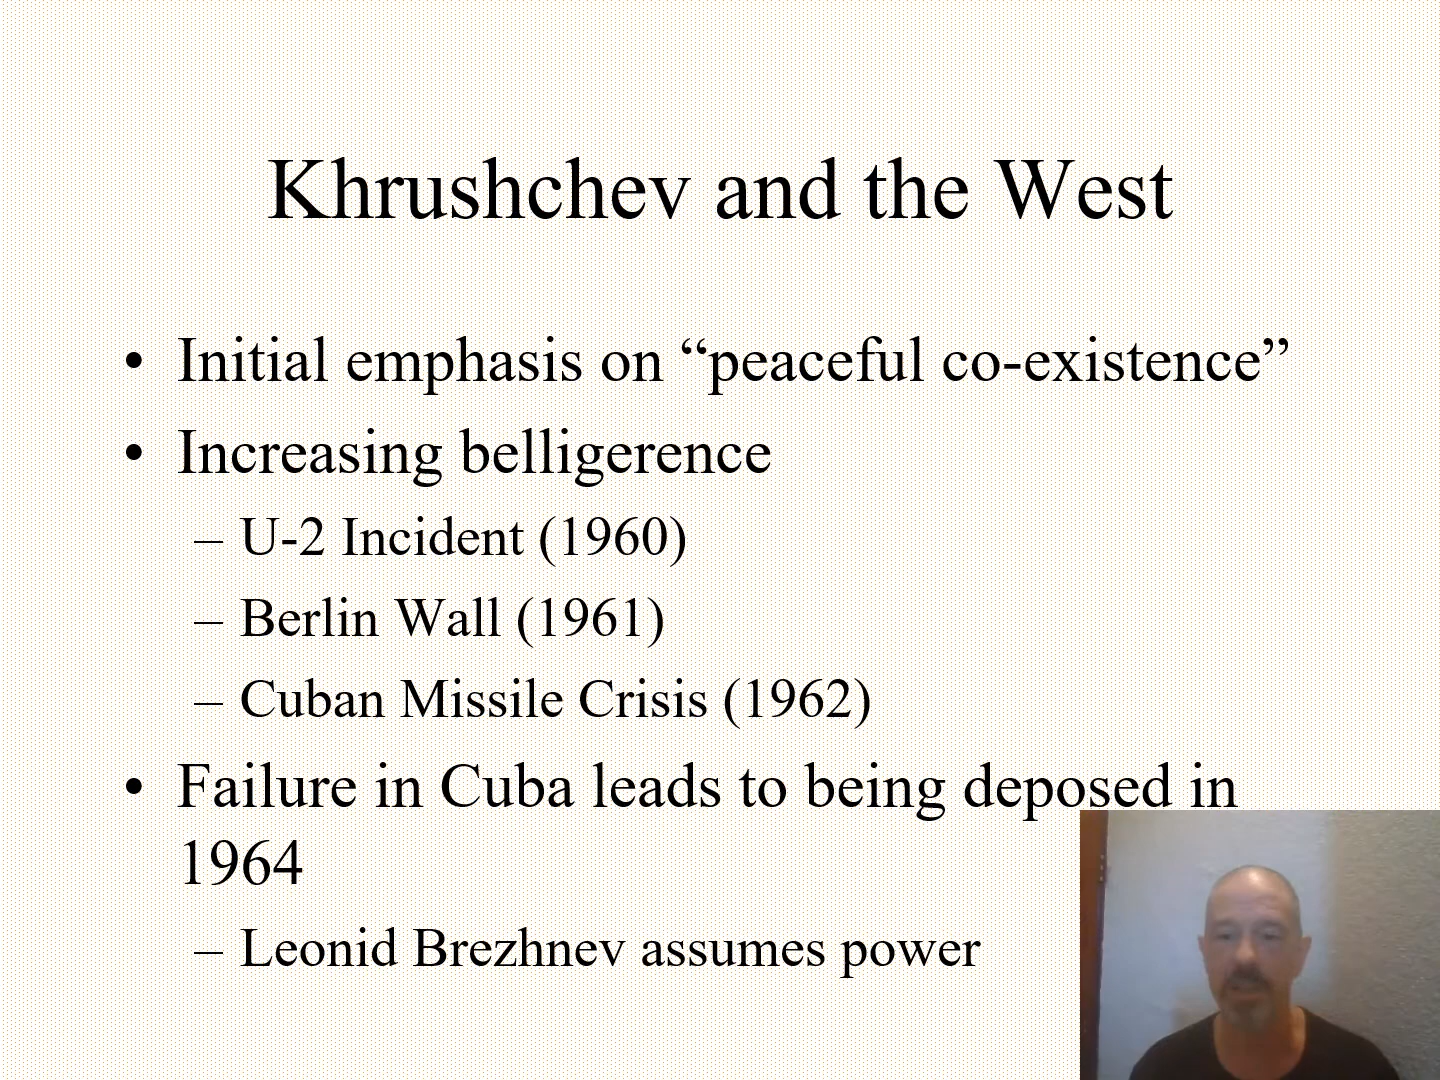 Khrushchev and the West
• Initial emphasis on “peaceful co-existence”
• Increasing belligerence
– U-2 Incident (1960)
– Berlin Wall (1961)
– Cuban Missile Crisis (1962)
• Failure in Cuba leads to being deposed in
1964
– Leonid Brezhnev assumes power